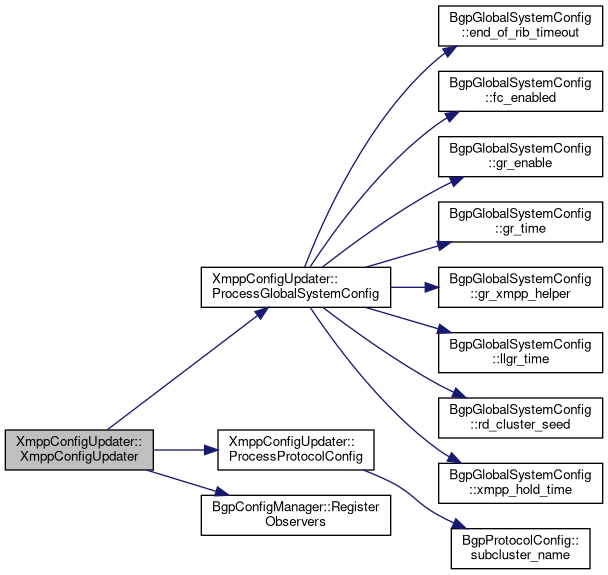 BgpGlobalSystemConfig
::end_of_rib_timeout
BgpGlobalSystemConfig
::fc_enabled
BgpGlobalSystemConfig
::gr_enable
BgpGlobalSystemConfig
::gr_time
XmppConfigUpdater::
ProcessGlobalSystemConfig
BgpGlobalSystemConfig
::gr_xmpp_helper
BgpGlobalSystemConfig
::llgr_time
BgpGlobalSystemConfig
::rd_cluster_seed
XmppConfigUpdater::
XmppConfigUpdater
XmppConfigUpdater::
ProcessProtocolConfig
BgpGlobalSystemConfig
::xmpp_hold_time
BgpConfigManager::Register
Observers
BgpProtocolConfig::
subcluster_name